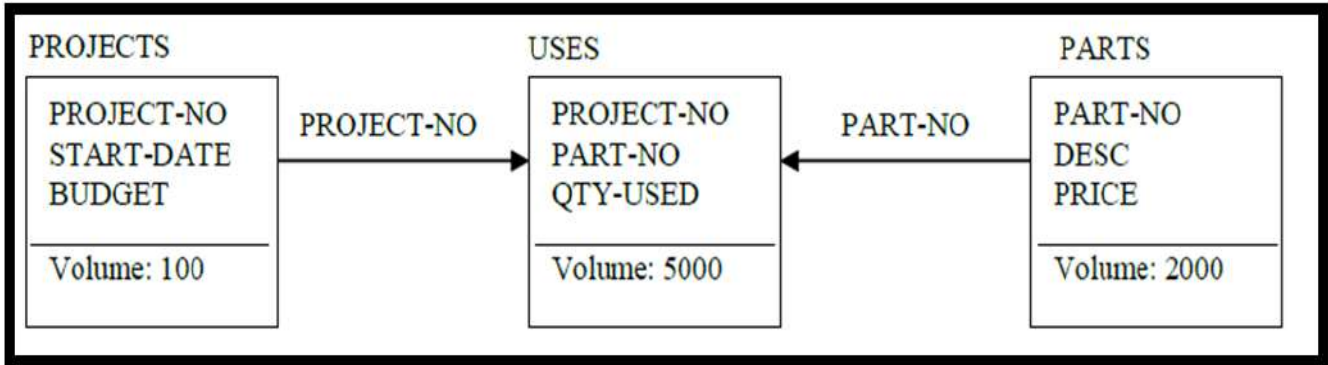 PROJECTS
PROJECT-NO
START-DATE
BUDGET
Volume: 100
PROJECT-NO
USES
PROJECT-NO
PART-NO
QTY-USED
Volume: 5000
PART-NO
PARTS
PART-NO
DESC
PRICE
Volume: 2000